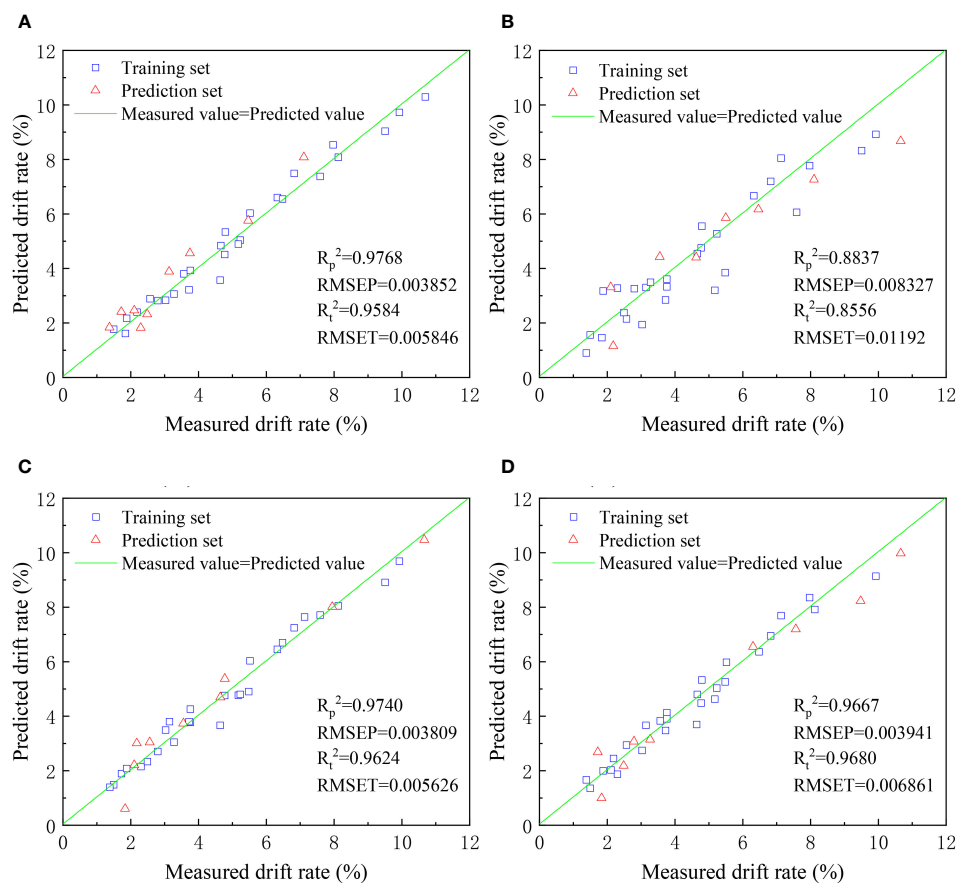 A
12
10
8
6
4
2
0
Predicted drift rate (%)
Training set
Prediction set
Measured value=Predicted value
Rp²=0.9768
RMSEP=0.003852
Rt²=0.9584
RMSET=0.005846
0 2 4 6 8 10 12
Measured drift rate (%)
B
12
10
8
6
4
2
0
Predicted drift rate (%)
Training set
Prediction set
Measured value=Predicted value
Rp²=0.8837
RMSEP=0.008327
Rt²=0.8556
RMSET=0.01192
0 2 4 6 8 10 12
Measured drift rate (%)
C
12
10
8
6
4
2
0
Predicted drift rate (%)
Training set
Prediction set
Measured value=Predicted value
Rp²=0.9740
RMSEP=0.003809
Rt²=0.9624
RMSET=0.005626
0 2 4 6 8 10 12
Measured drift rate (%)
D
12
10
8
6
4
2
0
Predicted drift rate (%)
Training set
Prediction set
Measured value=Predicted value
Rp²=0.9667
RMSEP=0.003941
Rt²=0.9680
RMSET=0.006861
0 2 4 6 8 10 12
Measured drift rate (%)